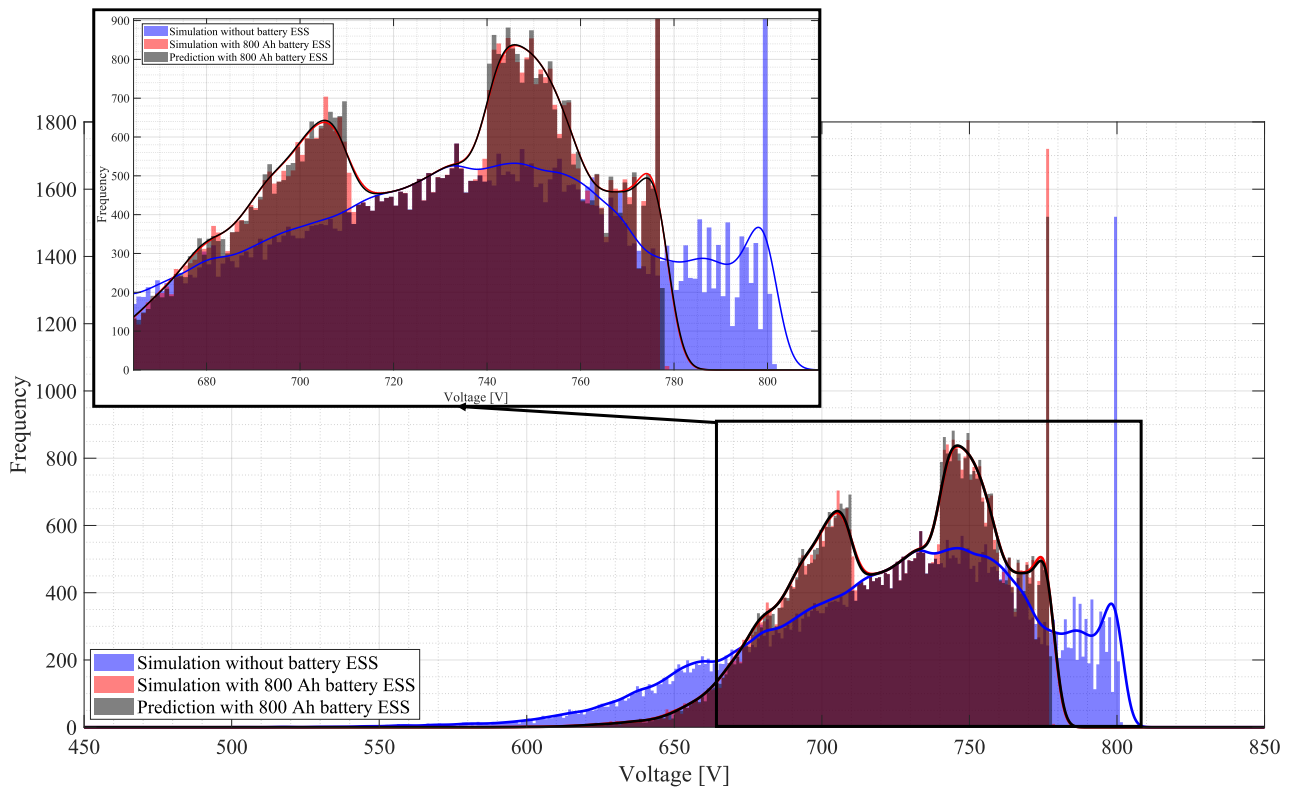 900
800
700
600
500
400
300
200
100
0
Frequency
Simulation without battery ESS
Simulation with 800 Ah battery ESS
Prediction with 800 Ah battery ESS
680 700 720 740 760 780 800
Voltage [V]
1800
1600
1400
1200
1000
800
600
400
200
0
Frequency
Simulation without battery ESS
Simulation with 800 Ah battery ESS
Prediction with 800 Ah battery ESS
450 500 550 600 650 700 750 800 850
Voltage [V]